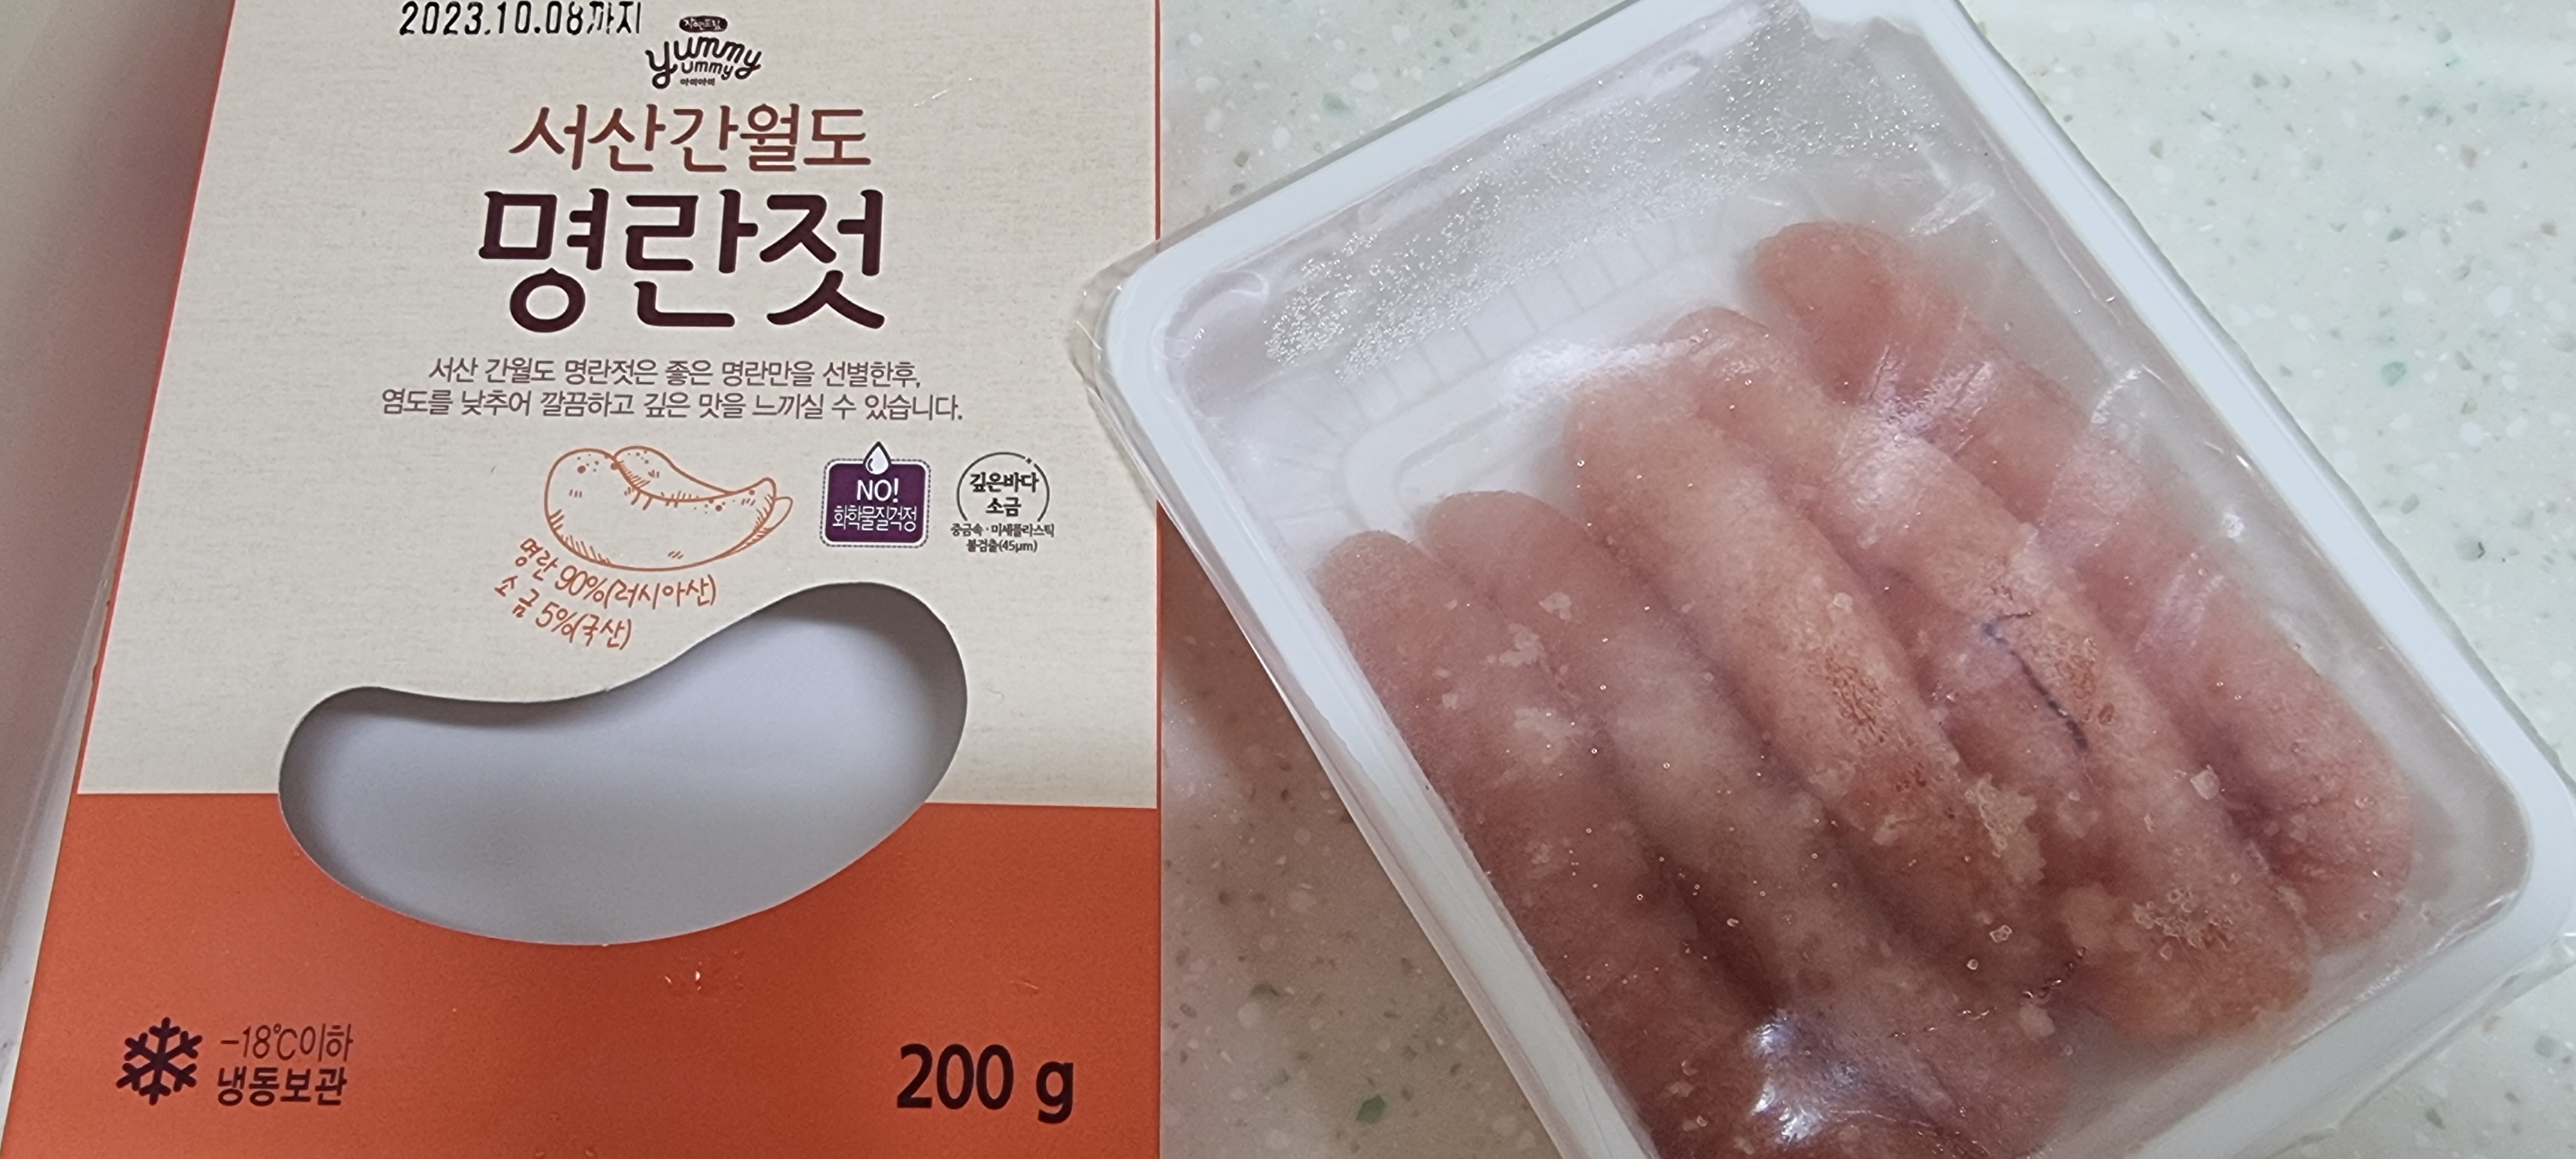 2023.10.08까지
yummy
yummy
야미야미
서산간월도
명란젓
서산 간월도 명란젓은 좋은 명란만을 선별한후,
염도를 낮추어 깔끔하고 깊은 맛을 느끼실 수 있습니다.
NO!
화학물질걱정
깊은바다
소금
중금속·미세플라스틱
불검출(45μm)
명란 90%(러시아산)
소금 5%(국산)
-18℃이하
냉동보관
200 g